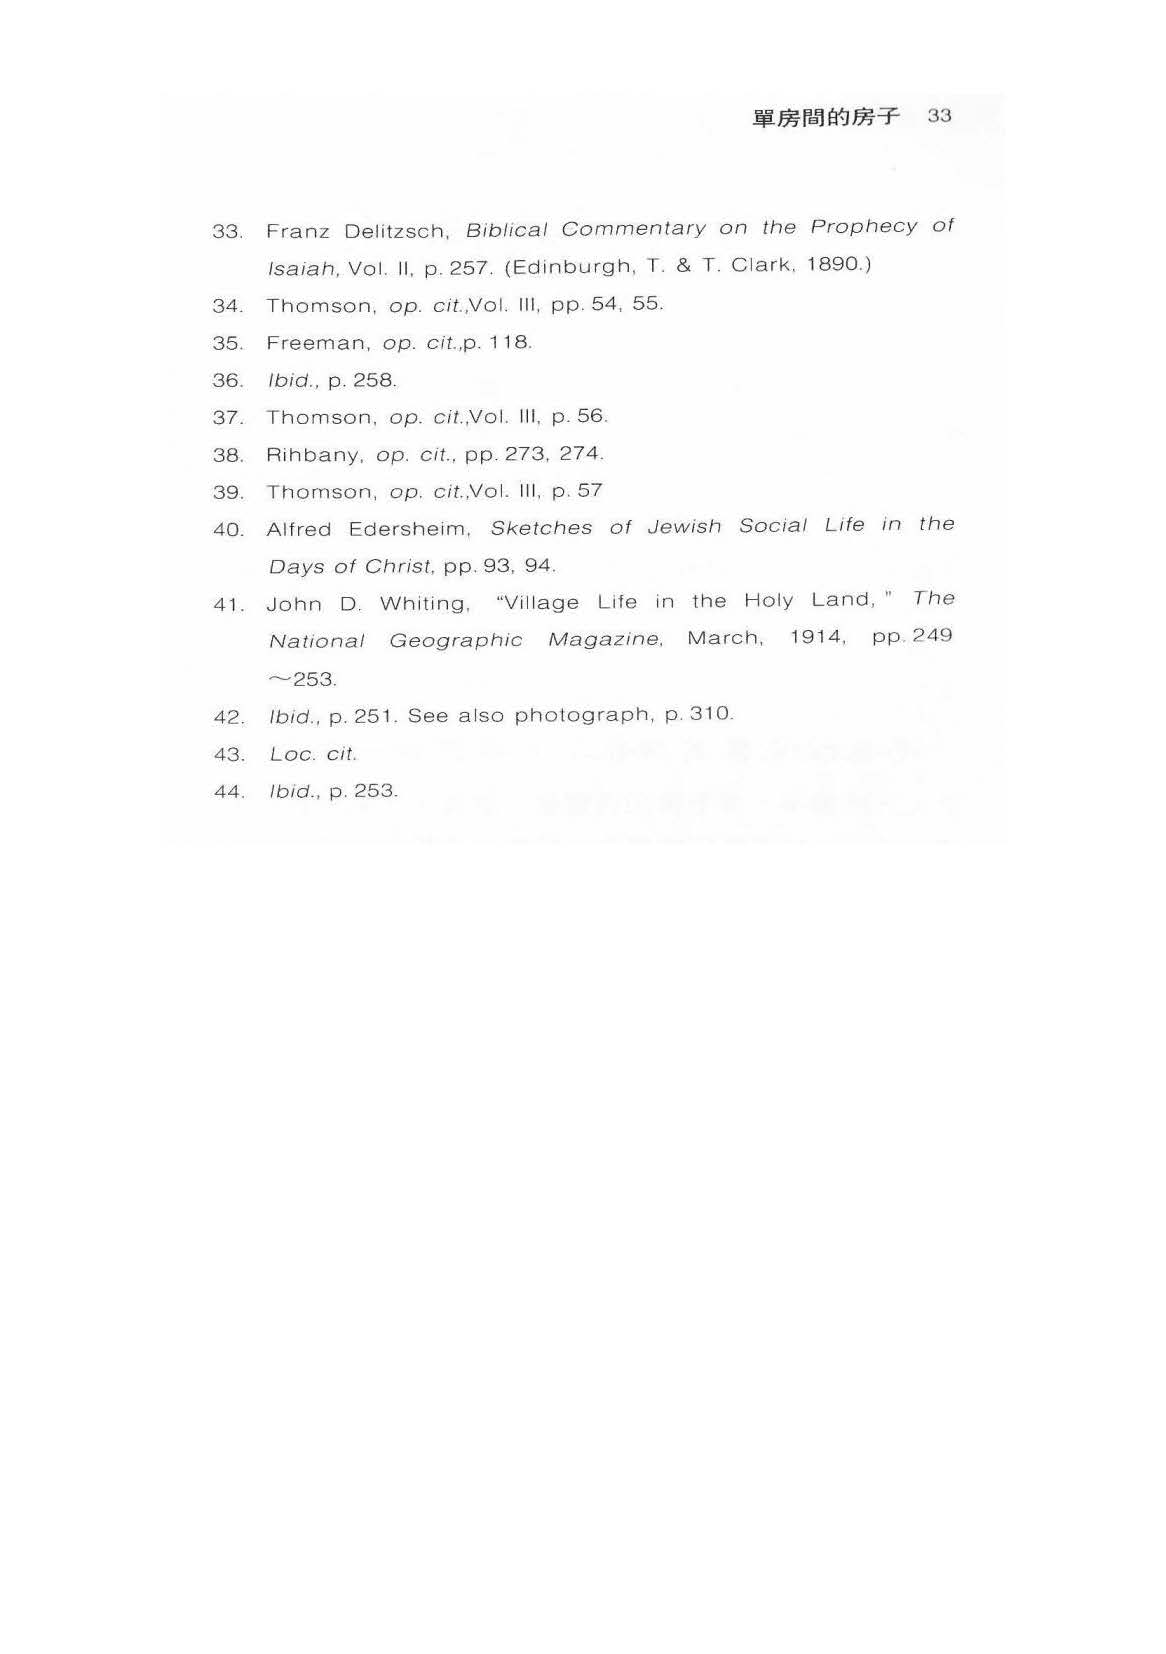 單房間的房子 33
33. Franz Delitzsch, Biblical Commentary on the Prophecy of
Isaiah, Vol. II, p. 257. (Edinburgh, T. & T. Clark, 1890.)
34. Thomson, op. cit.,Vol. III, pp. 54, 55.
35. Freeman, op. cit.,p. 118.
36. Ibid., p. 258.
37. Thomson, op. cit.,Vol. III, p. 56.
38. Rihbany, op. cit., pp. 273, 274.
39. Thomson, op. cit.,Vol. III, p. 57
40. Alfred Edersheim, Sketches of Jewish Social Life in the
Days of Christ, pp. 93, 94.
41. John D. Whiting, “Village Life in the Holy Land, ” The
National Geographic Magazine, March, 1914, pp. 249
～253.
42. Ibid., p. 251. See also photograph, p. 310.
43. Loc. cit.
44. Ibid., p. 253.